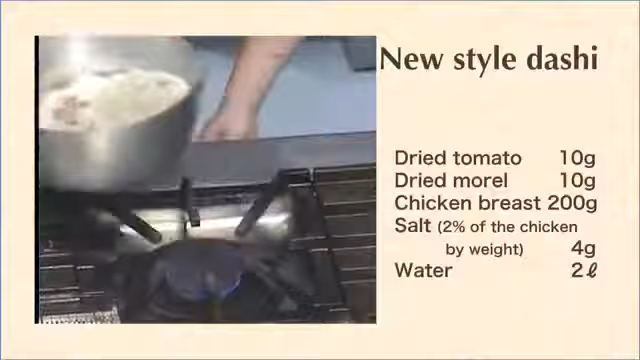 New style dashi
Dried tomato 10g
Dried morel 10g
Chicken breast 200g
Salt (2% of the chicken
by weight) 4g
Water 2ℓ